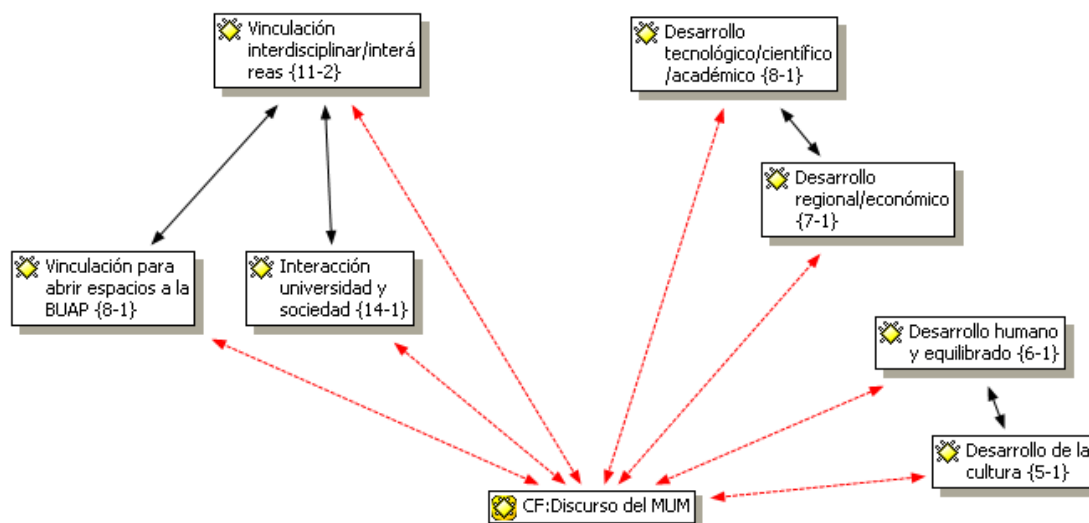 Vinculación
interdisciplinar/interá
reas {11-2}
Desarrollo
tecnológico/científico
/académico {8-1}
Desarrollo
regional/económico
{7-1}
Vinculación para
abrir espacios a la
BUAP {8-1}
Interacción
universidad y
sociedad {14-1}
Desarrollo humano
y equilibrado {6-1}
Desarrollo de la
cultura {5-1}
CF:Discurso del MUM